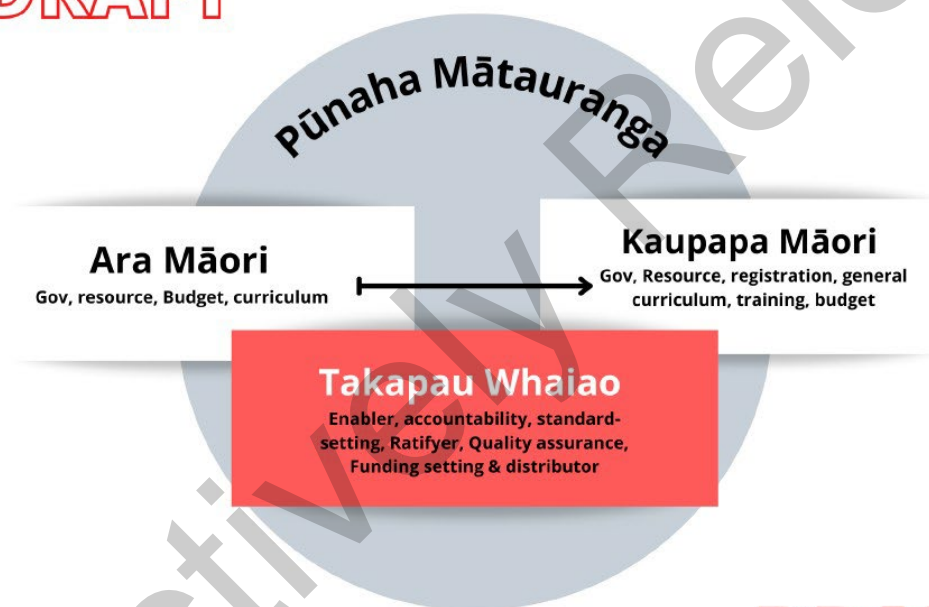 DRAFT
Pūnaha Mātauranga
Ara Māori
Gov, resource, Budget, curriculum
Kaupapa Māori
Gov, Resource, registration, general
curriculum, training, budget
Takapau Whaiao
Enabler, accountability, standard-
setting, Ratifyer, Quality assurance,
Funding setting & distributor